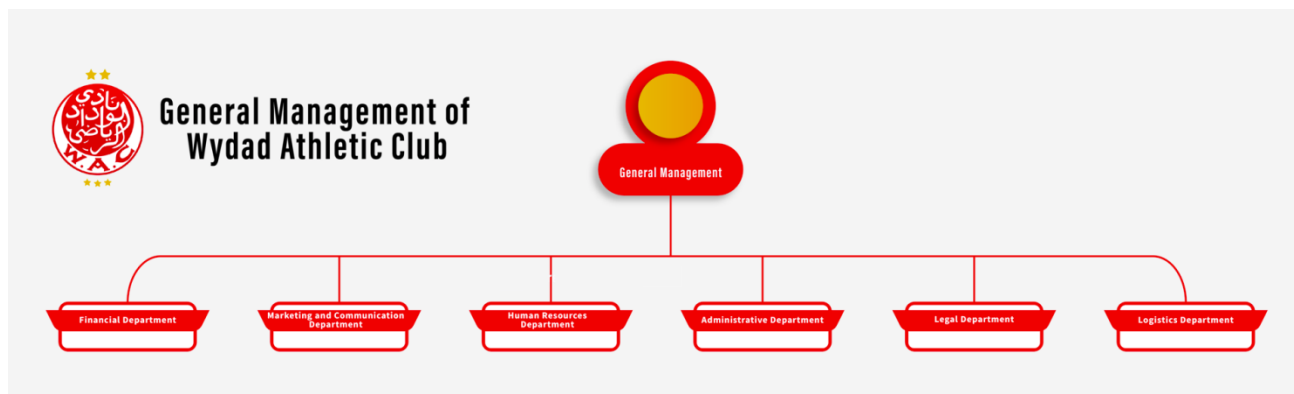 نادي
الوداد
الرياضي
W.A.C
General Management of
Wydad Athletic Club
General Management
Financial Department
Marketing and Communication
Department
Human Resources
Department
Administrative Department
Legal Department
Logistics Department